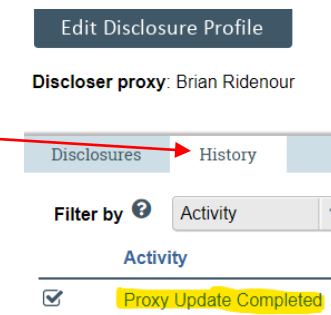 Edit Disclosure Profile
Discloser proxy: Brian Ridenour
Disclosures History
Filter by ? Activity
Activity
Proxy Update Completed